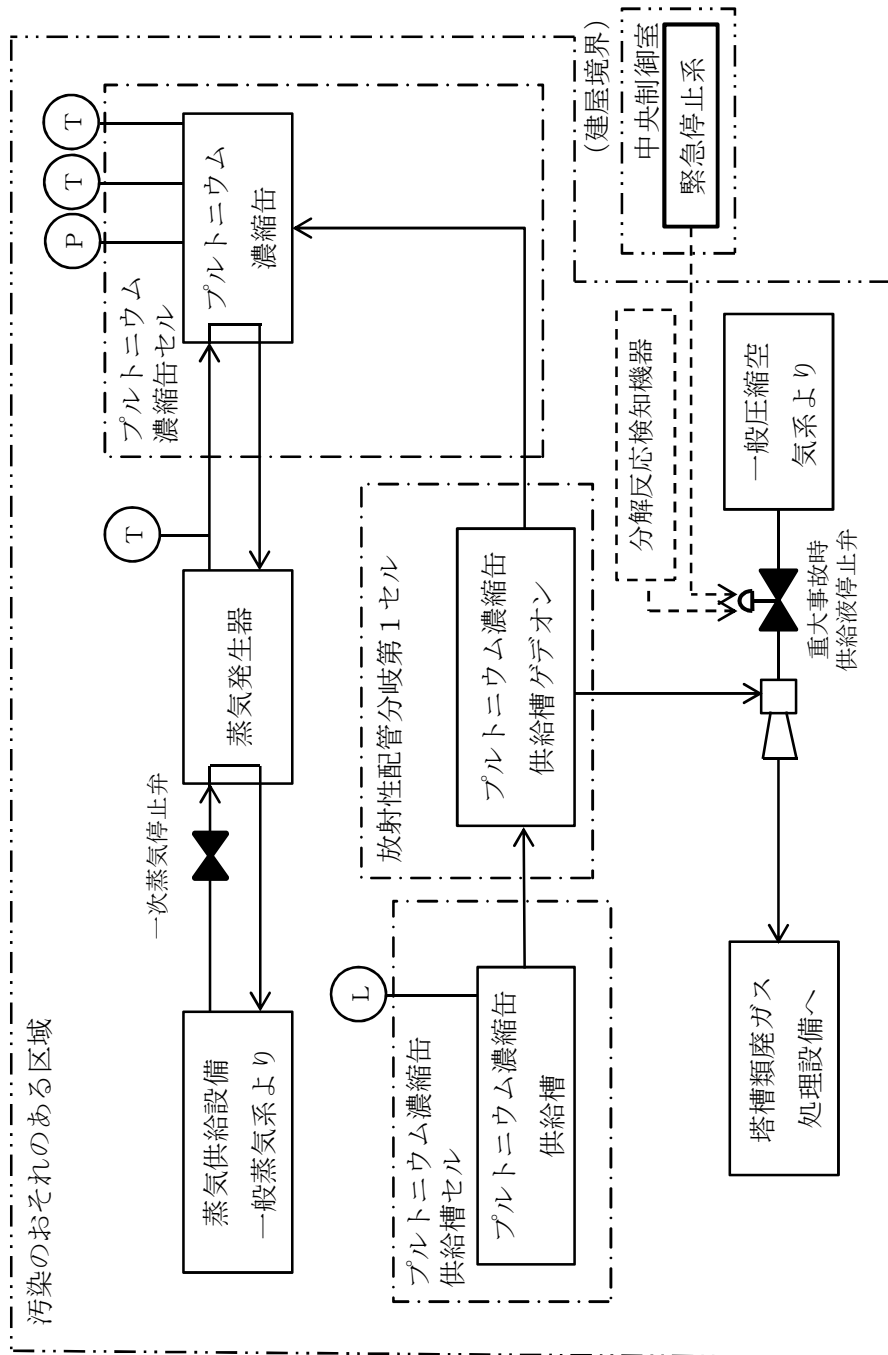 汚染のおそれのある区域
蒸気供給設備
一般蒸気系より
一次蒸気停止弁
蒸気発生器
T
プルトニウム
濃縮缶セル
P
T
T
プルトニウム
濃縮缶
プルトニウム濃縮缶
供給槽セル
L
プルトニウム濃縮缶
供給槽
放射性配管分岐第1セル
プルトニウム濃縮缶
供給槽ゲデオン
(建屋境界)
中央制御室
緊急停止系
分解反応検知機器
塔槽類廃ガス
処理設備へ
重大事故時
供給液停止弁
一般圧縮空
気系より